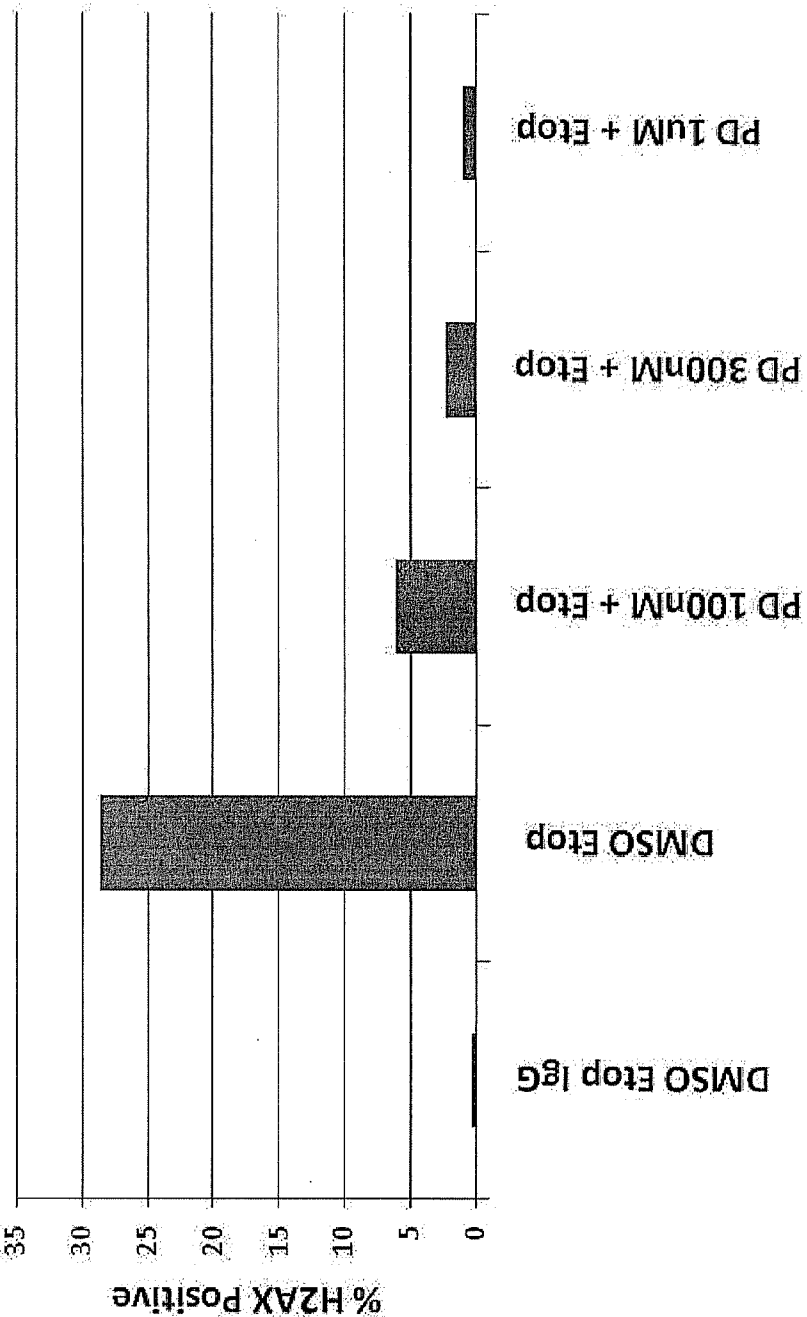 % H2AX Positive
35
30
25
20
15
10
5
0
DMSO Etop IgG
DMSO Etop
PD 100nM + Etop
PD 300nM + Etop
PD 1uM + Etop